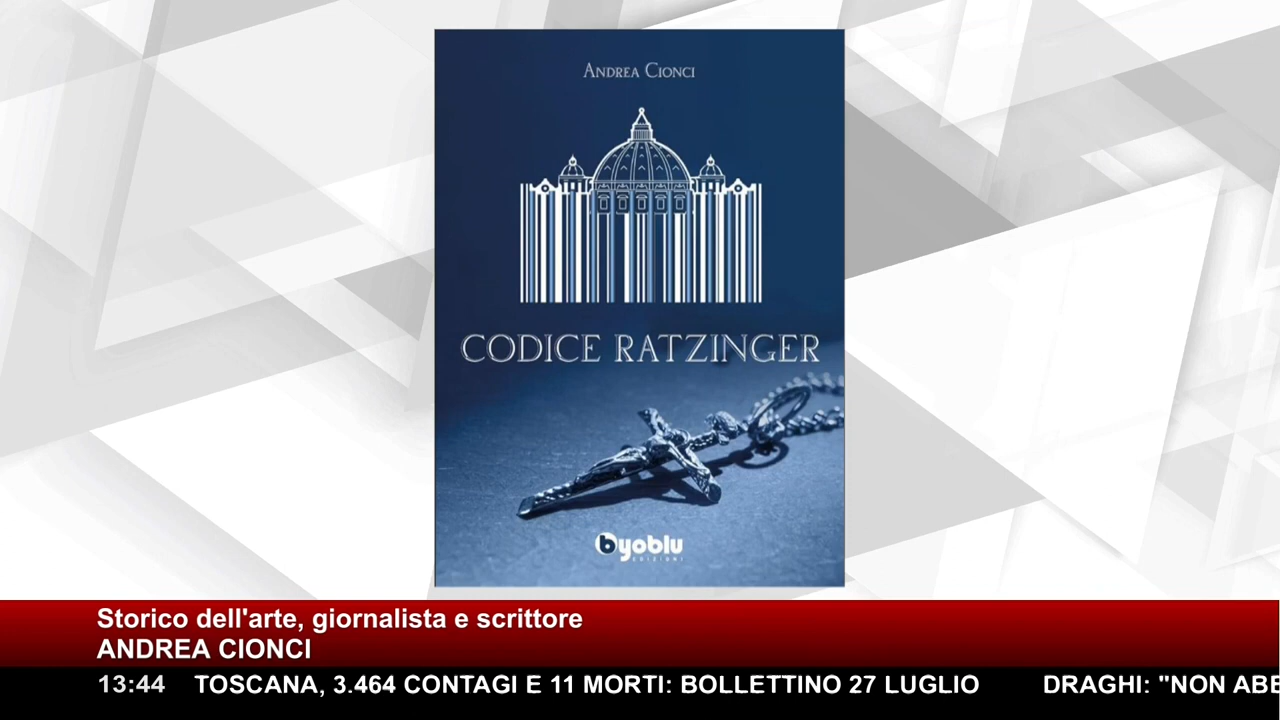 ANDREA CIONCI
CODICE RATZINGER
byoblu
EDIZIONI
Storico dell'arte, giornalista e scrittore
ANDREA CIONCI
13:44 TOSCANA, 3.464 CONTAGI E 11 MORTI: BOLLETTINO 27 LUGLIO DRAGHI: "NON ABE